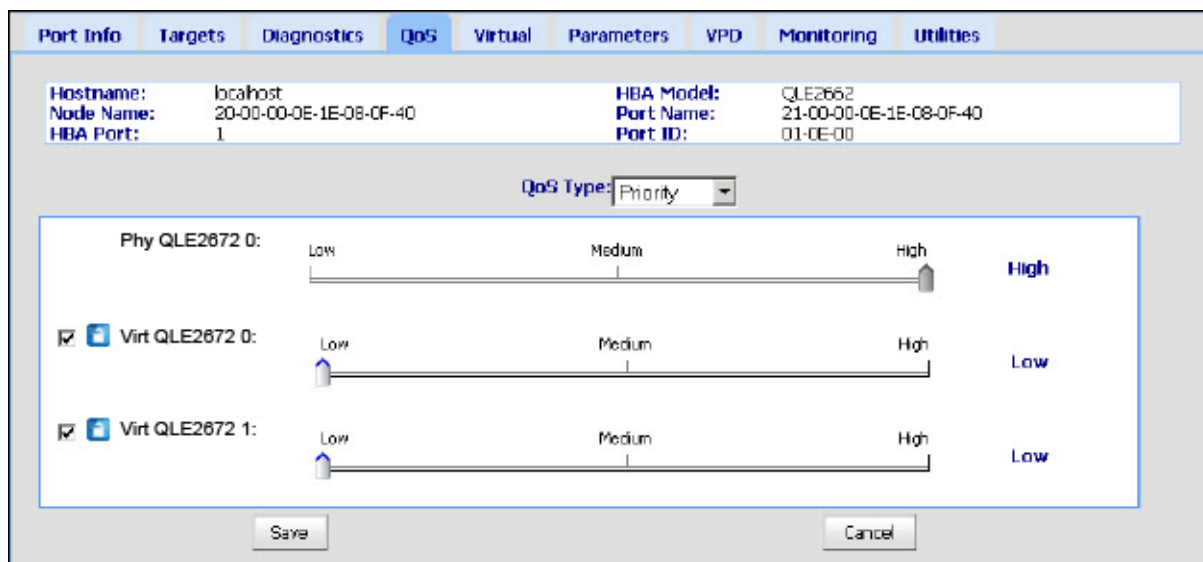 Port Info Targets Diagnostics QoS Virtual Parameters VPD Monitoring Utilities
Hostname: localhost HBA Model: QLE2662
Node Name: 20-00-00-0E-1E-08-0F-40 Port Name: 21-00-00-0E-1E-08-0F-40
HBA Port: 1 Port ID: 01-0E-00
QoS Type: Priority
Phy QLE2672 0: Low Medium High High
Virt QLE2672 0: Low Medium High Low
Virt QLE2672 1: Low Medium High Low
Save Cancel